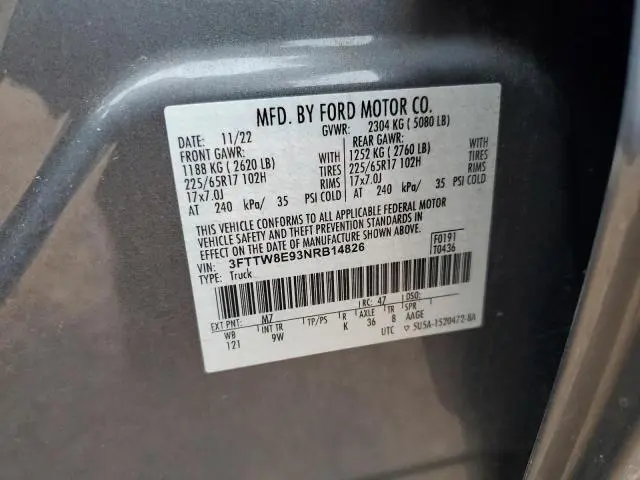 MFD. BY FORD MOTOR CO.
DATE: 11/22 GVWR: 2304 KG ( 5080 LB)
FRONT GAWR: REAR GAWR:
1188 KG ( 2620 LB) WITH 1252 KG ( 2760 LB) WITH
225/65R17 102H TIRES 225/65R17 102H TIRES
17x7.0J RIMS 17x7.0J RIMS
AT 240 kPa/ 35 PSI COLD AT 240 kPa/ 35 PSI COLD
THIS VEHICLE CONFORMS TO ALL APPLICABLE FEDERAL MOTOR
VEHICLE SAFETY AND THEFT PREVENTION STANDARDS IN
EFFECT ON THE DATE OF MANUFACTURE SHOWN ABOVE.
VIN: 3FTTW8E93NRB14826 F0191
TYPE: Truck T0436
EXT PNT: M7 RC: 47 DSO:
WB INT TR TP/PS R AXLE TR SPR
121 9W K 36 8 AAGE
UTC 5U5A-1520472-BA